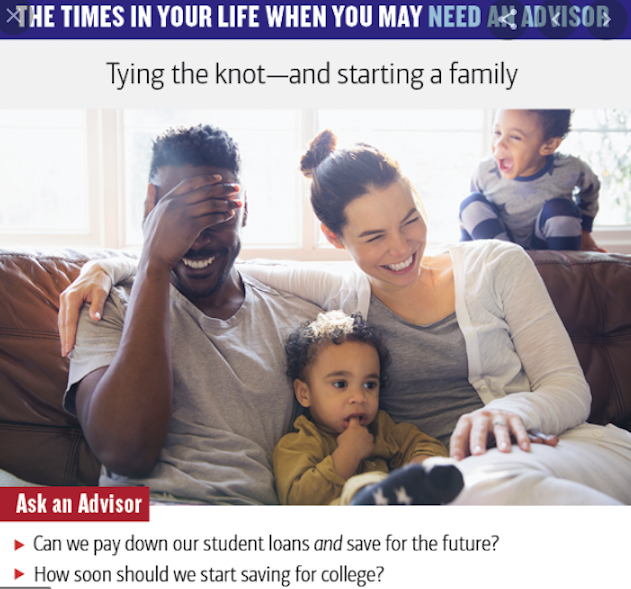 THE TIMES IN YOUR LIFE WHEN YOU MAY NEED AN ADVISOR
Tying the knot—and starting a family
Ask an Advisor
Can we pay down our student loans and save for the future?
How soon should we start saving for college?